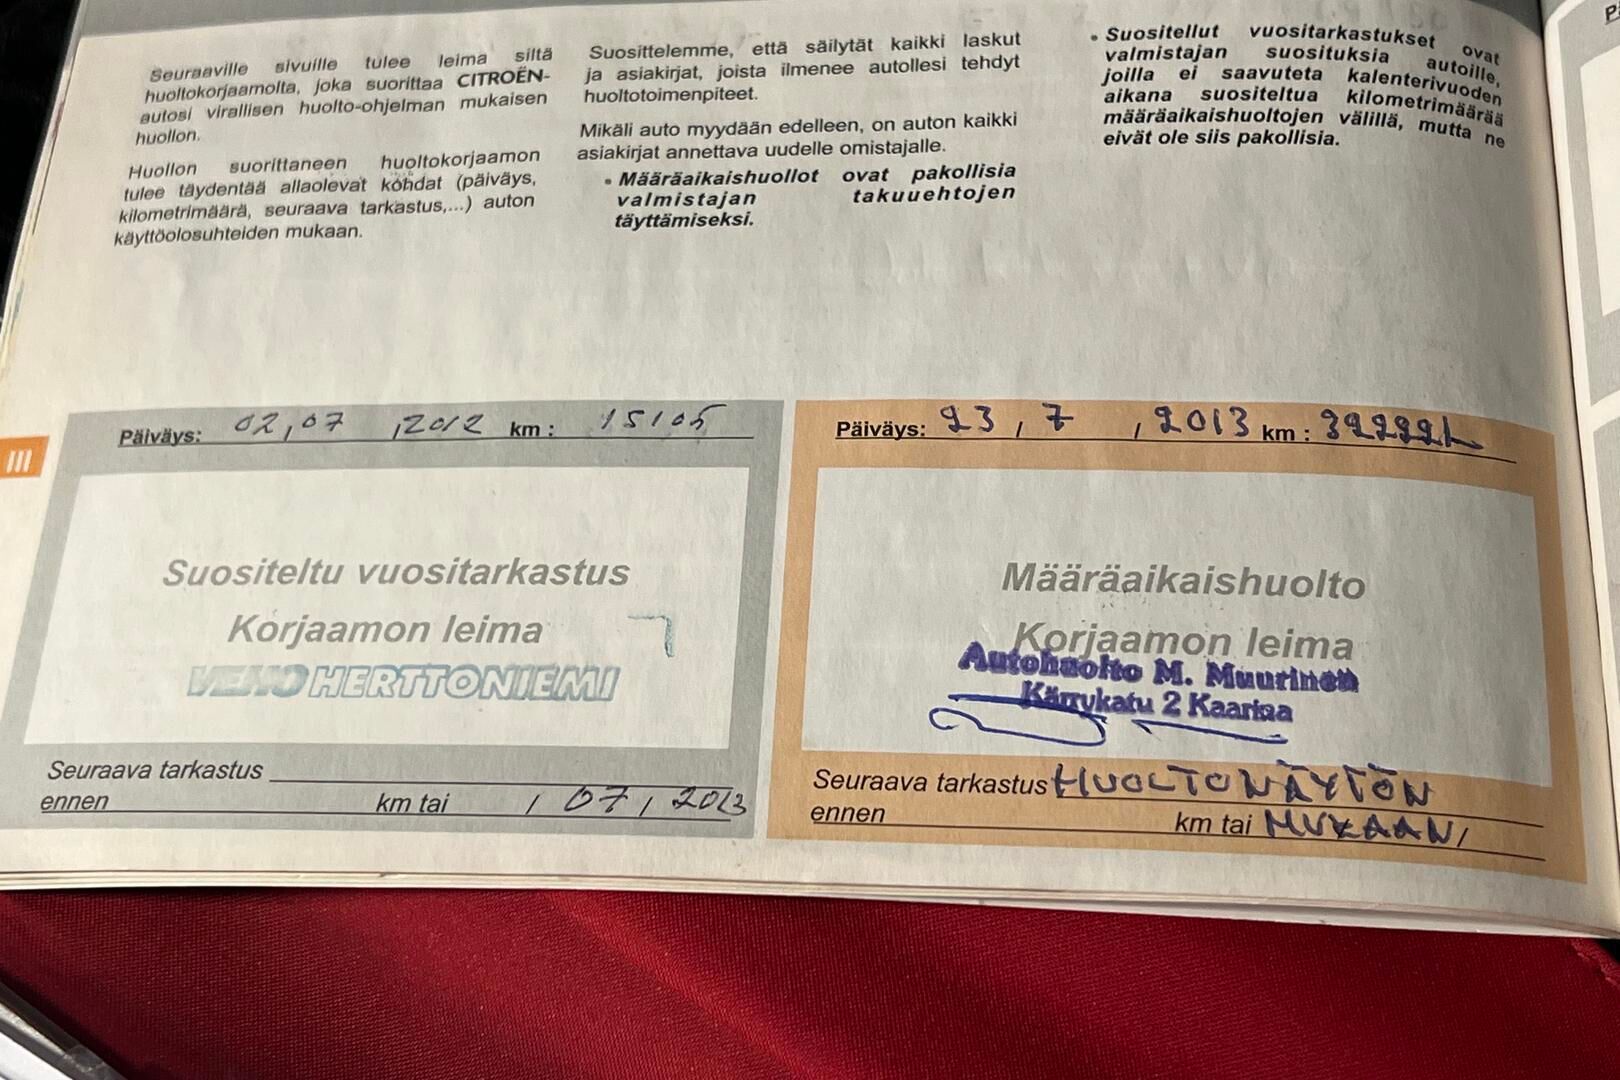 Seuraaville sivuille tulee leima siltä
huoltokorjaamolta, joka suorittaa CITROËN-
autosi virallisen huolto-ohjelman mukaisen
huollon.
Huollon suorittaneen huoltokorjaamon
tulee täydentää allaolevat kohdat (päiväys,
kilometrimäärä, seuraava tarkastus,...) auton
käyttöolosuhteiden mukaan.
Suosittelemme, että säilytät kaikki laskut
ja asiakirjat, joista ilmenee autollesi tehdyt
huoltotoimenpiteet.
Mikäli auto myydään edelleen, on auton kaikki
asiakirjat annettava uudelle omistajalle.
• Määräaikaishuollot ovat pakollisia
valmistajan takuuehtojen
täyttämiseksi.
• Suositellut vuositarkastukset ovat
valmistajan suosituksia autoille,
joilla ei saavuteta kalenterivuoden
aikana suositeltua kilometrimäärää
määräaikaishuoltojen välillä, mutta ne
eivät ole siis pakollisia.
III
Päiväys: 02,07 ,2012 km : 15105
Suositeltu vuositarkastus
Korjaamon leima
VEHO HERTTONIEMI
Seuraava tarkastus
ennen km tai / 07, 2013
Päiväys: 23, 7 , 2013 km :
Määräaikaishuolto
Korjaamon leima
Autohuolto M. Muurinen
Kärrykatu 2 Kaarina
Seuraava tarkastus HUOLTONÄYTÖN
ennen km tai MUKAAN/